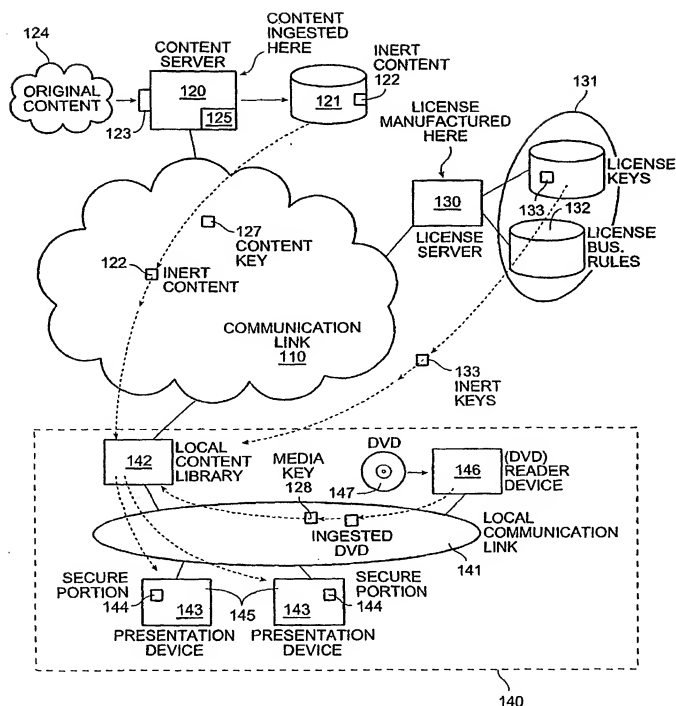 124
ORIGINAL
CONTENT
123
CONTENT
SERVER
120
125
CONTENT
INGESTED
HERE
121
INERT
CONTENT
122
LICENSE
MANUFACTURED
HERE
131
130
LICENSE
SERVER
133
LICENSE
KEYS
132
LICENSE
BUS.
RULES
127
CONTENT
KEY
122
INERT
CONTENT
COMMUNICATION
LINK
110
133
INERT
KEYS
142
LOCAL
CONTENT
LIBRARY
MEDIA
KEY
128
DVD
147
146
(DVD)
READER
DEVICE
INGESTED
DVD
LOCAL
COMMUNICATION
LINK
141
SECURE
PORTION
144
143
145
PRESENTATION
DEVICE
143
SECURE
PORTION
144
PRESENTATION
DEVICE
140